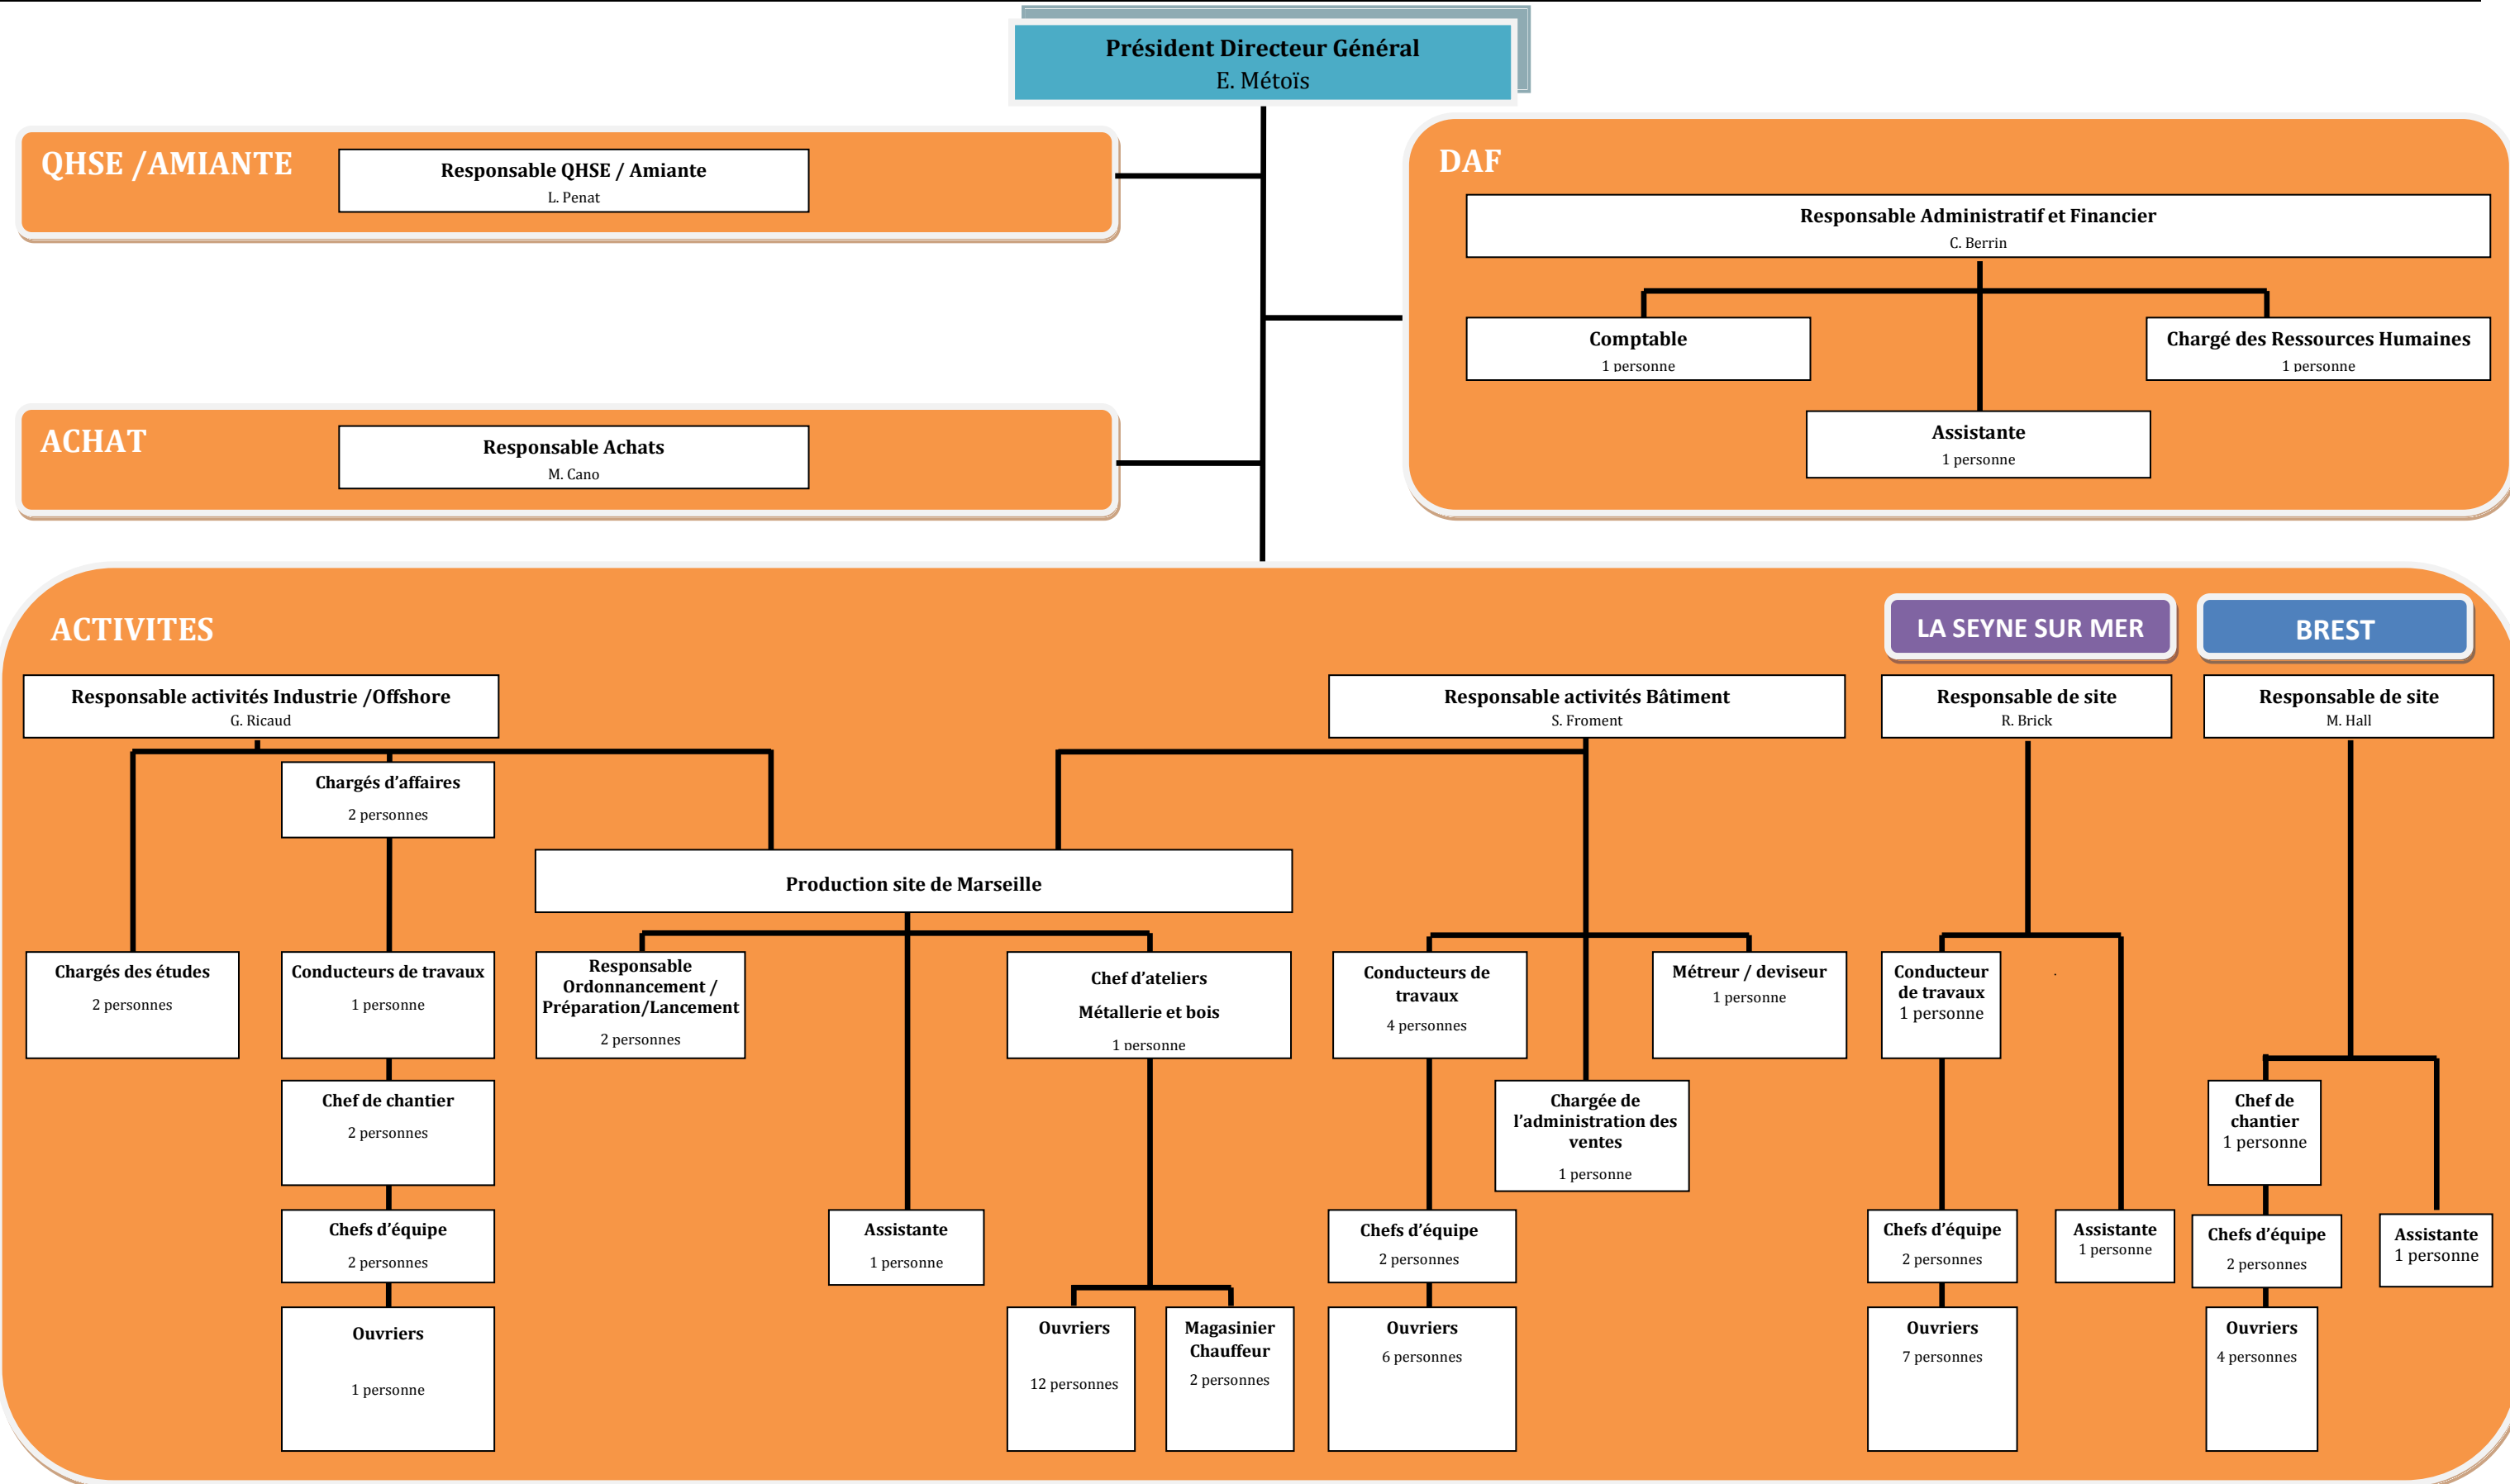 Président Directeur Général
E. Métoïs
QHSE /AMIANTE
Responsable QHSE / Amiante
L. Penat
DAF
Responsable Administratif et Financier
C. Berrin
Comptable
1 personne
Chargé des Ressources Humaines
1 personne
Assistante
1 personne
ACHAT
Responsable Achats
M. Cano
ACTIVITES
LA SEYNE SUR MER
BREST
Responsable activités Industrie /Offshore
G. Ricaud
Responsable activités Bâtiment
S. Froment
Responsable de site
R. Brick
Responsable de site
M. Hall
Chargés d’affaires
2 personnes
Production site de Marseille
Chargés des études
2 personnes
Conducteurs de travaux
1 personne
Responsable
Ordonnancement /
Préparation/Lancement
2 personnes
Chef d’ateliers
Métallerie et bois
1 personne
Conducteurs de
travaux
4 personnes
Métreur / deviseur
1 personne
Conducteur
de travaux
1 personne
.
Chef de chantier
2 personnes
Chargée de
l’administration des
ventes
1 personne
Chef de
chantier
1 personne
Chefs d’équipe
2 personnes
Assistante
1 personne
Chefs d’équipe
2 personnes
Chefs d’équipe
2 personnes
Assistante
1 personne
Chefs d’équipe
2 personnes
Assistante
1 personne
Ouvriers
1 personne
Ouvriers
12 personnes
Magasinier
Chauffeur
2 personnes
Ouvriers
6 personnes
Ouvriers
7 personnes
Ouvriers
4 personnes